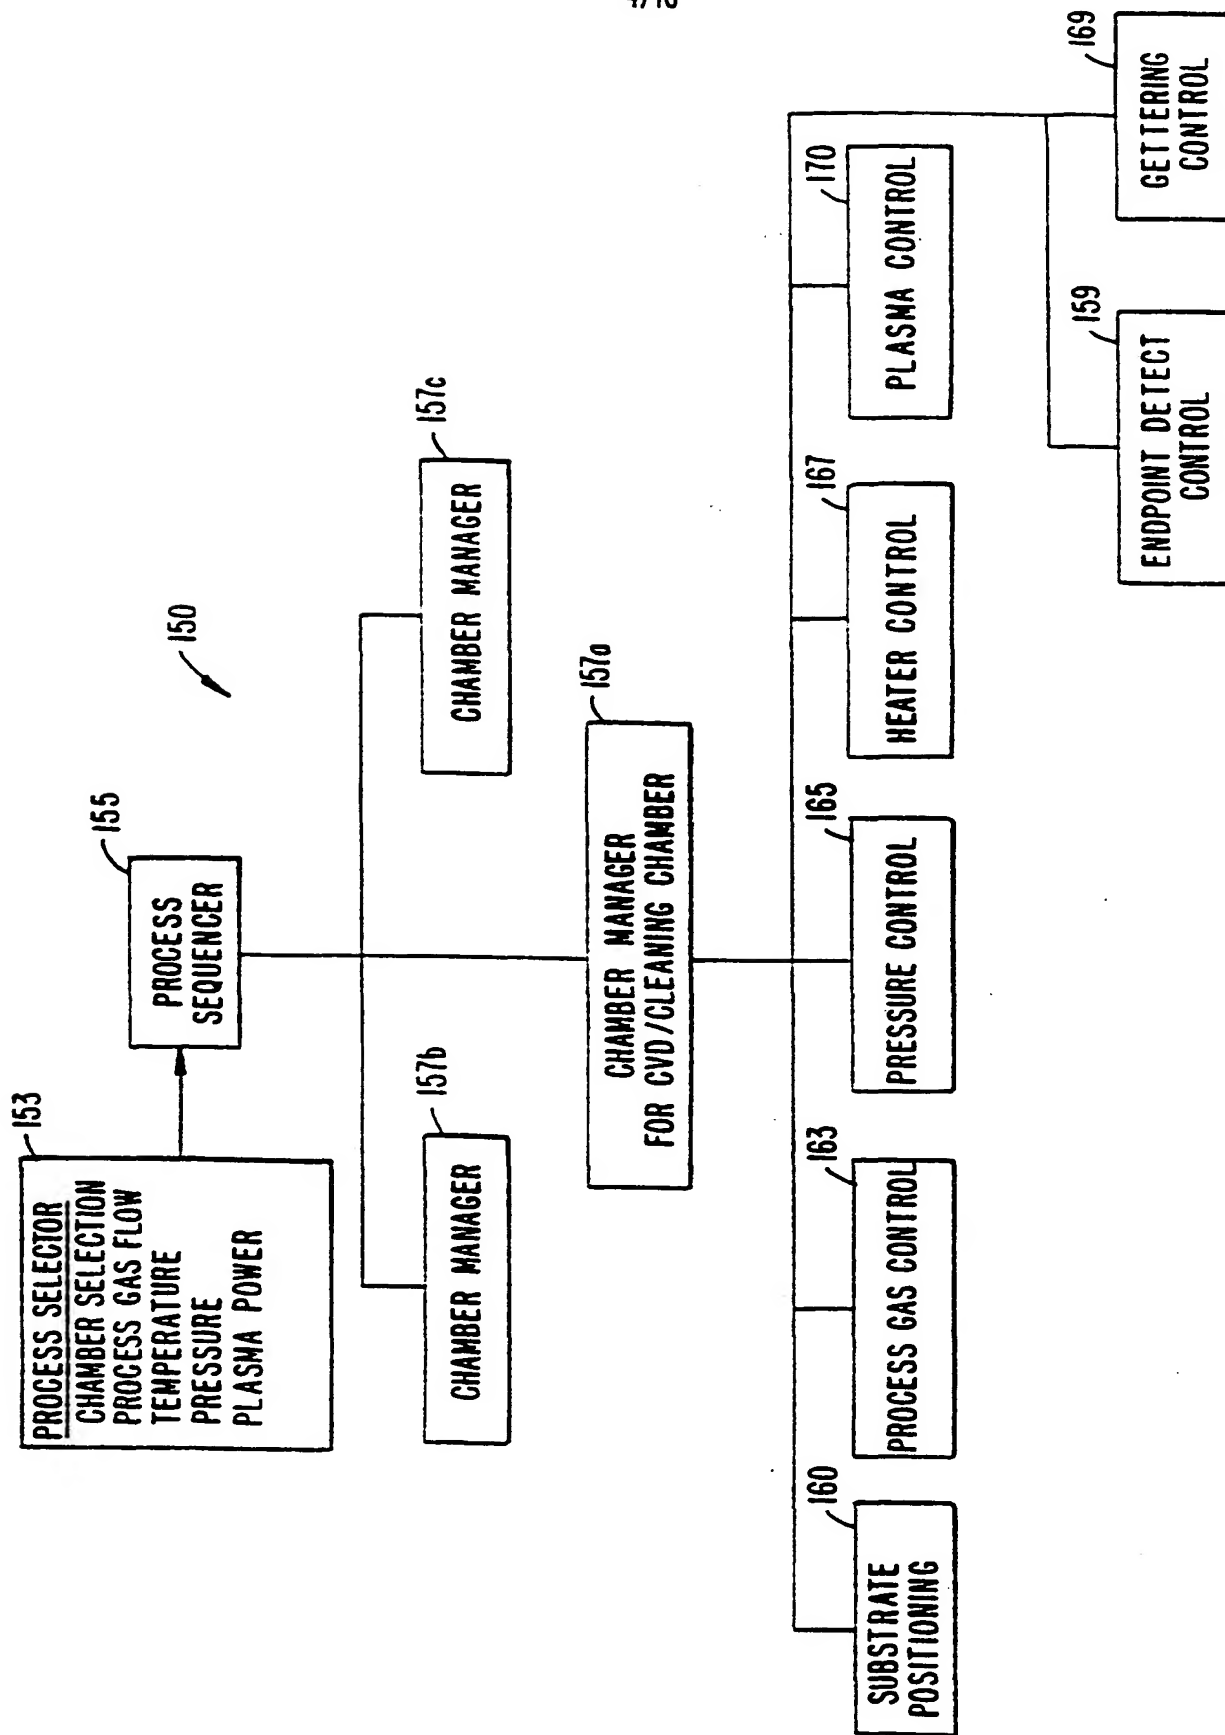 153
PROCESS SELECTOR
CHAMBER SELECTION
PROCESS GAS FLOW
TEMPERATURE
PRESSURE
PLASMA POWER
155
PROCESS
SEQUENCER
150
157b
CHAMBER MANAGER
157c
CHAMBER MANAGER
157a
CHAMBER MANAGER
FOR CVD/CLEANING CHAMBER
160
SUBSTRATE
POSITIONING
163
PROCESS GAS CONTROL
165
PRESSURE CONTROL
167
HEATER CONTROL
170
PLASMA CONTROL
159
ENDPOINT DETECT
CONTROL
169
GETTERING
CONTROL